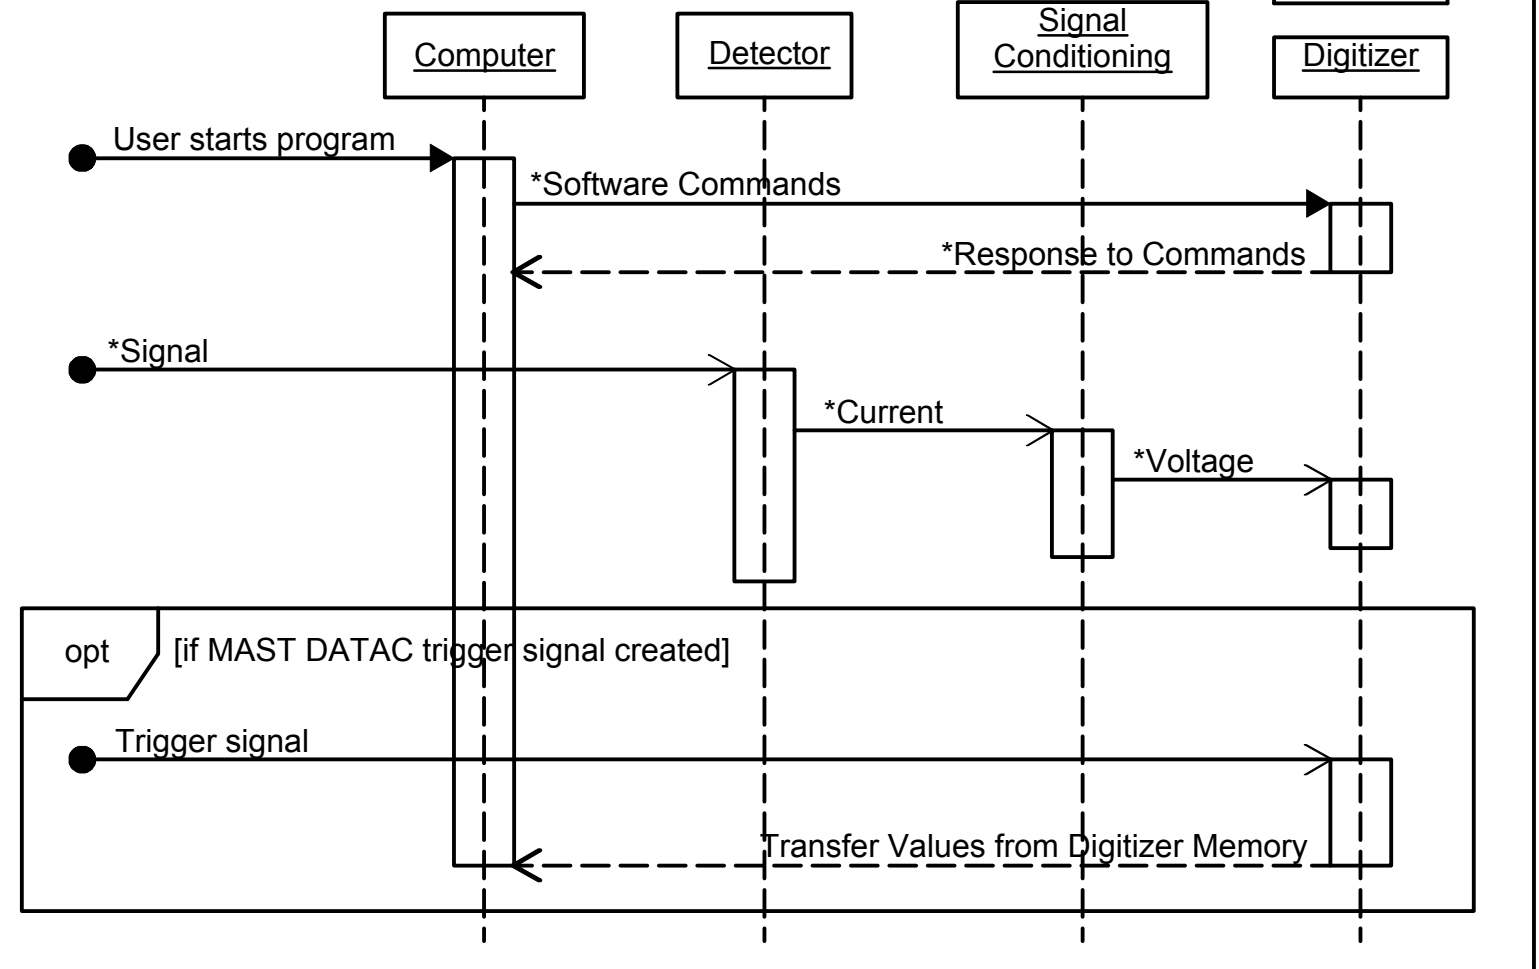 Computer
Detector
Signal
Conditioning
Digitizer
User starts program
*Software Commands
*Response to Commands
*Signal
*Current
*Voltage
opt
[if MAST DATAC trigger signal created]
Trigger signal
Transfer Values from Digitizer Memory